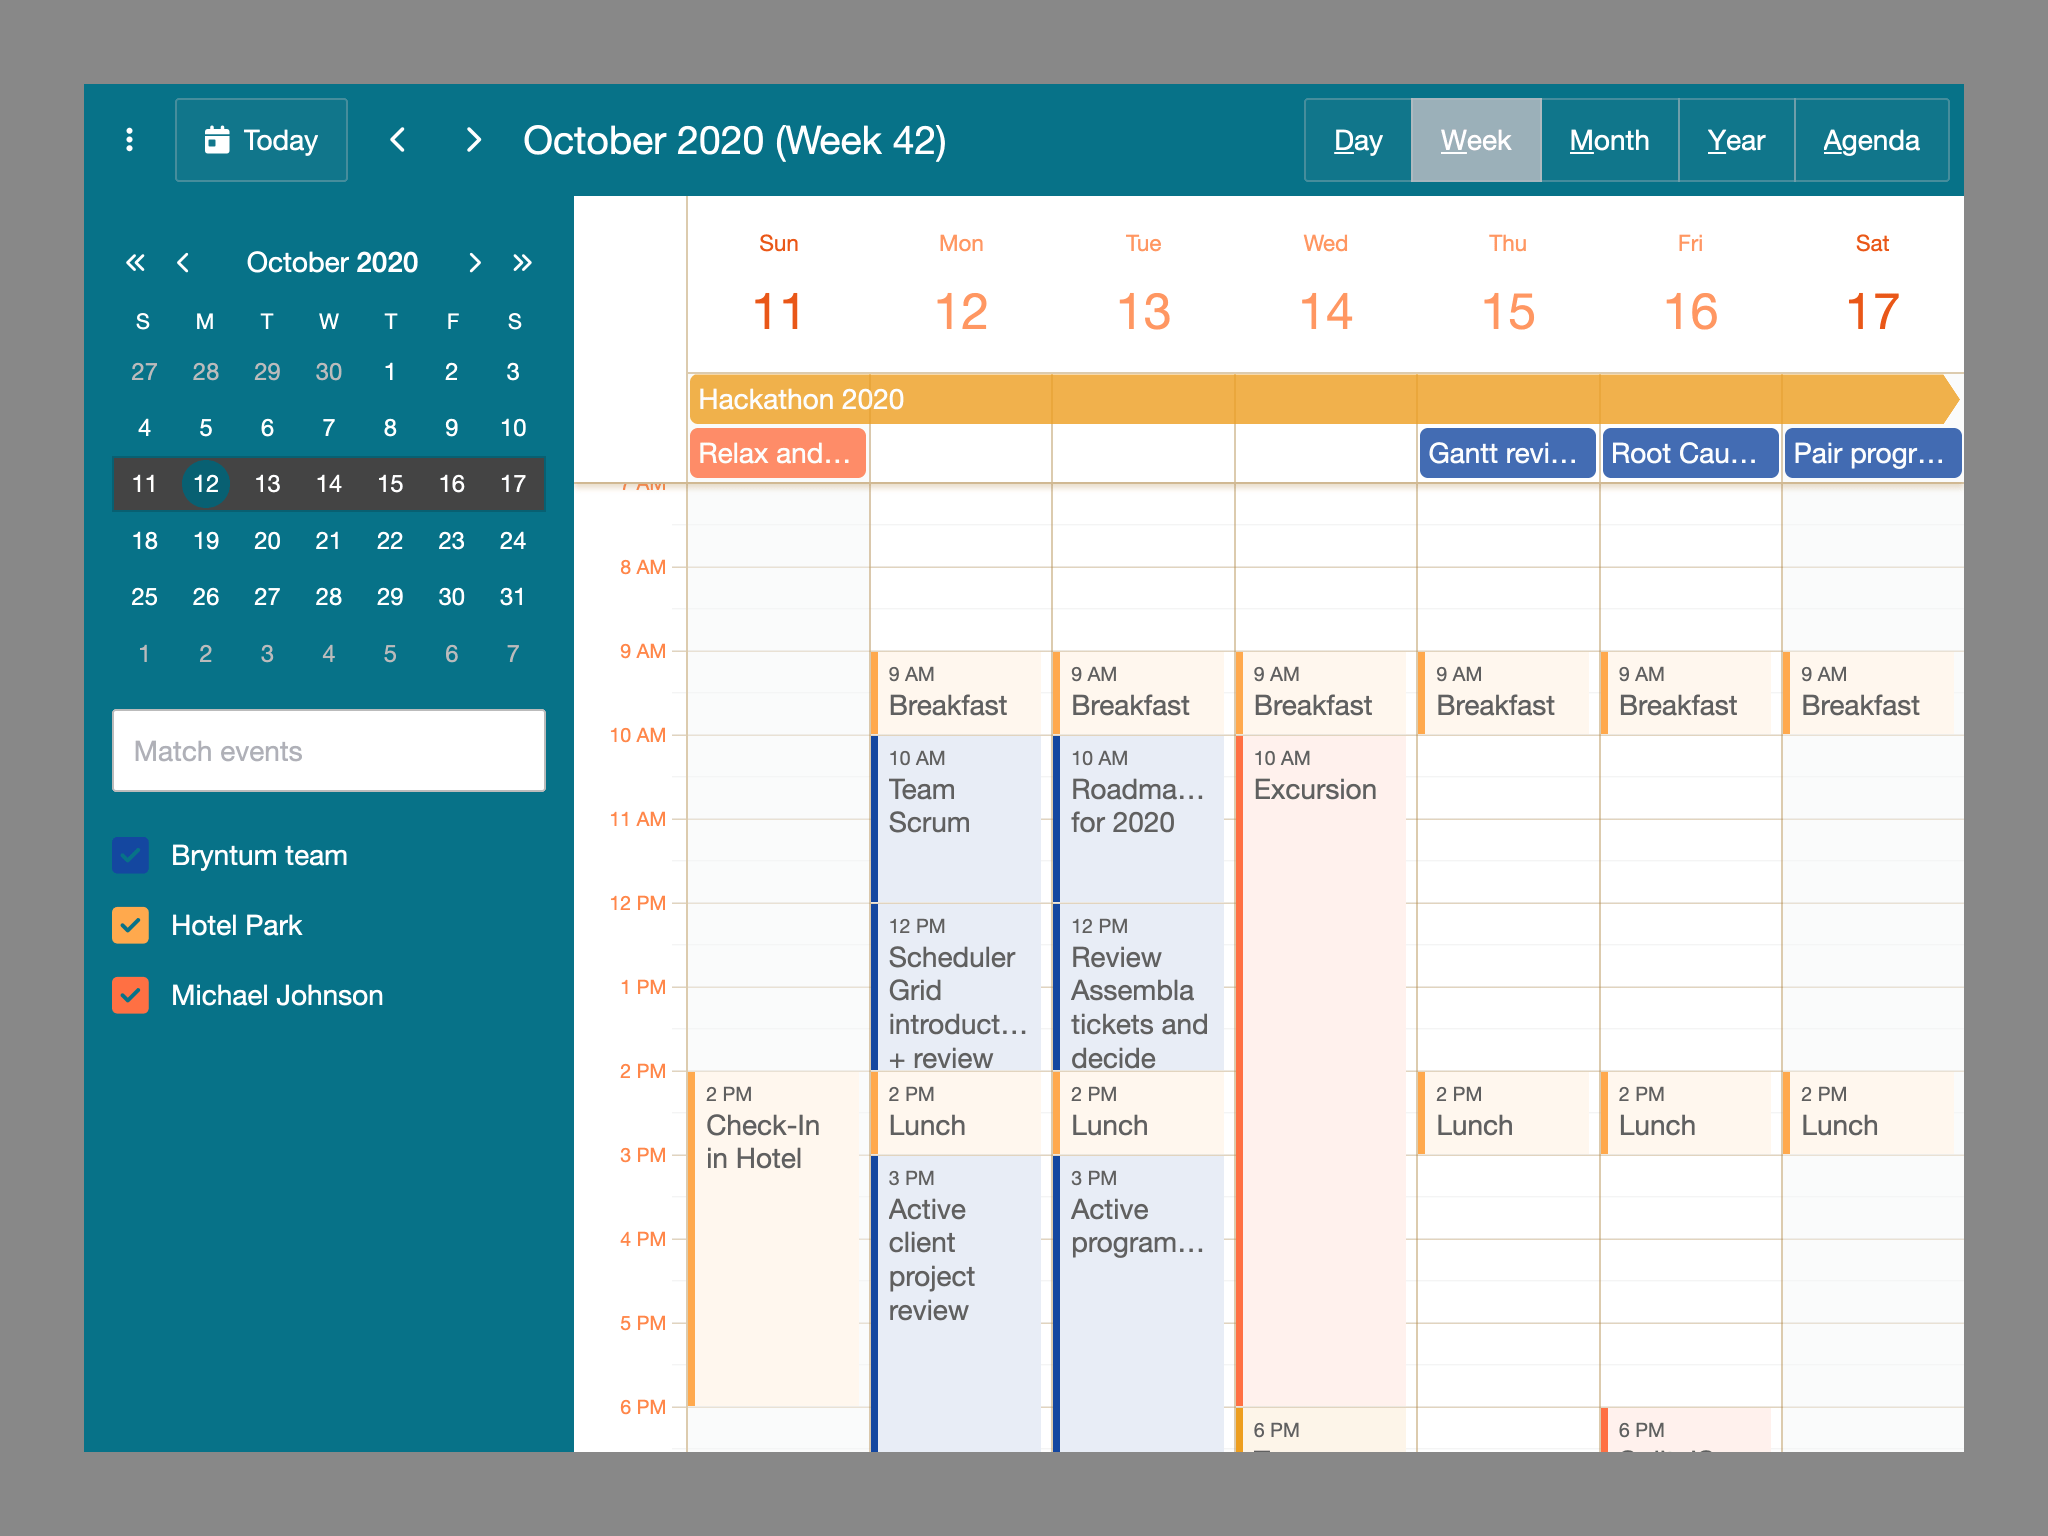 Today
October 2020 (Week 42)
Day Week Month Year Agenda
October 2020
S M T W T F S
27 28 29 30 1 2 3
4 5 6 7 8 9 10
11 12 13 14 15 16 17
18 19 20 21 22 23 24
25 26 27 28 29 30 31
1 2 3 4 5 6 7
Match events
Bryntum team
Hotel Park
Michael Johnson
Sun Mon Tue Wed Thu Fri Sat
11 12 13 14 15 16 17
Hackathon 2020
Relax and…
Gantt revi…
Root Cau…
Pair progr…
7 AM
8 AM
9 AM
10 AM
11 AM
12 PM
1 PM
2 PM
3 PM
4 PM
5 PM
6 PM
2 PM
Check-In
in Hotel
9 AM
Breakfast
10 AM
Team
Scrum
12 PM
Scheduler
Grid
introduct…
+ review
2 PM
Lunch
3 PM
Active
client
project
review
9 AM
Breakfast
10 AM
Roadma…
for 2020
12 PM
Review
Assembla
tickets and
decide
2 PM
Lunch
3 PM
Active
program…
9 AM
Breakfast
10 AM
Excursion
6 PM
9 AM
Breakfast
2 PM
Lunch
9 AM
Breakfast
2 PM
Lunch
6 PM
9 AM
Breakfast
2 PM
Lunch